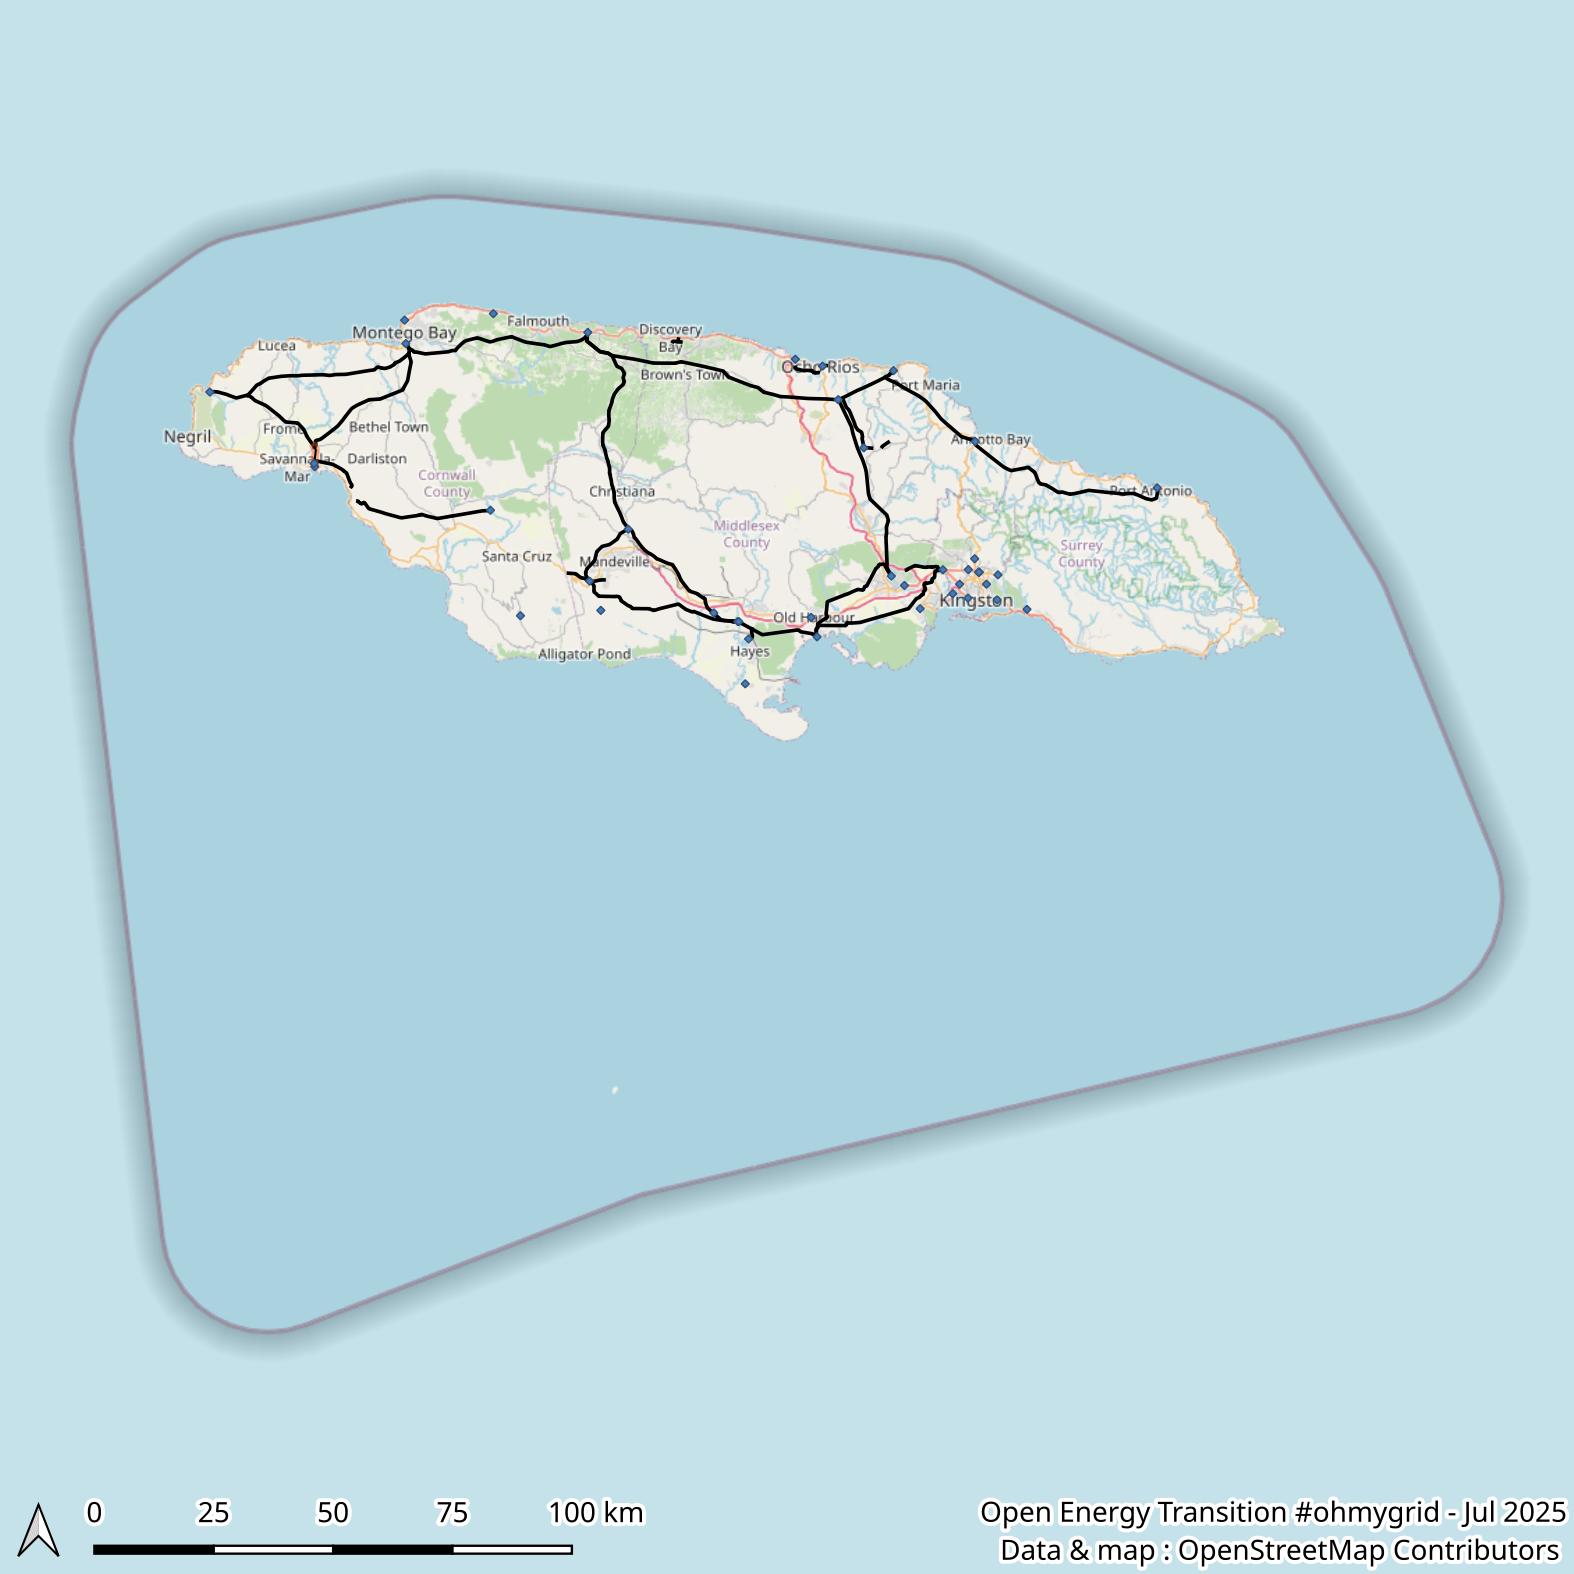 Montego Bay
Falmouth
Discovery
Bay
Lucea
Brown's Town
Ocho Rios
Port Maria
Negril
Frome
Bethel Town
Annotto Bay
Savanna-la-
Mar
Darliston
Cornwall
County
Christiana
Port Antonio
Middlesex
County
Santa Cruz
Mandeville
Surrey
County
Kingston
Old Harbour
Alligator Pond
Hayes
0 25 50 75 100 km
Open Energy Transition #ohmygrid - Jul 2025
Data & map : OpenStreetMap Contributors